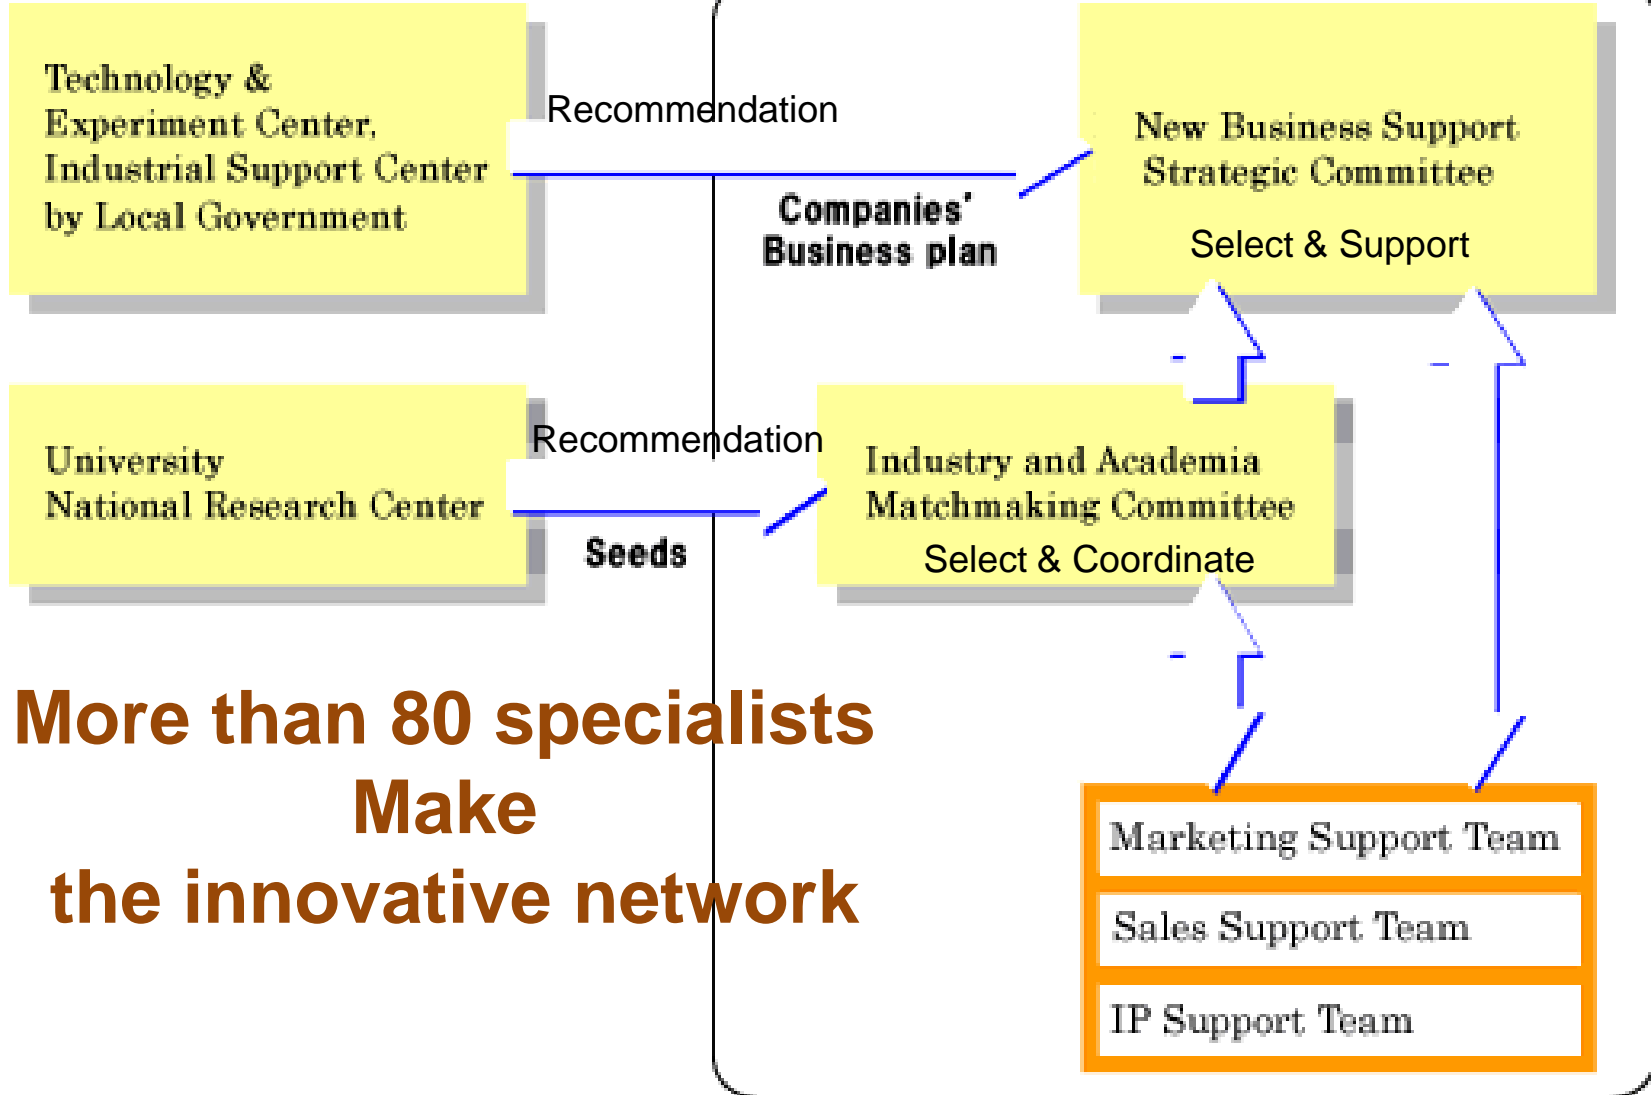 Technology &
Experiment Center,
Industrial Support Center
by Local Government
Recommendation
Companies'
Business plan
New Business Support
Strategic Committee
Select & Support
University
National Research Center
Recommendation
Seeds
Industry and Academia
Matchmaking Committee
Select & Coordinate
More than 80 specialists
Make
the innovative network
Marketing Support Team
Sales Support Team
IP Support Team